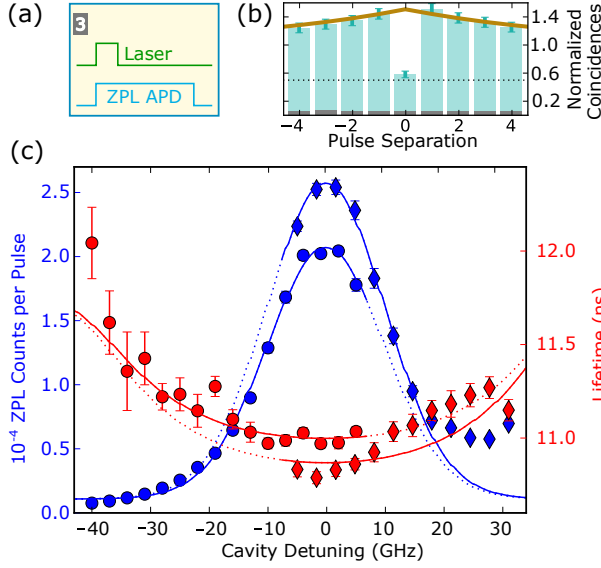 (a)
3
Laser
ZPL APD
(b)
1.4
1.0
0.6
0.2
Normalized
Coincidences
−4 −2 0 2 4
Pulse Separation
(c)
2.5
2.0
1.5
1.0
0.5
0.0
10⁻⁴ ZPL Counts per Pulse
12.0
11.5
11.0
Lifetime (ns)
−40 −30 −20 −10 0 10 20 30
Cavity Detuning (GHz)